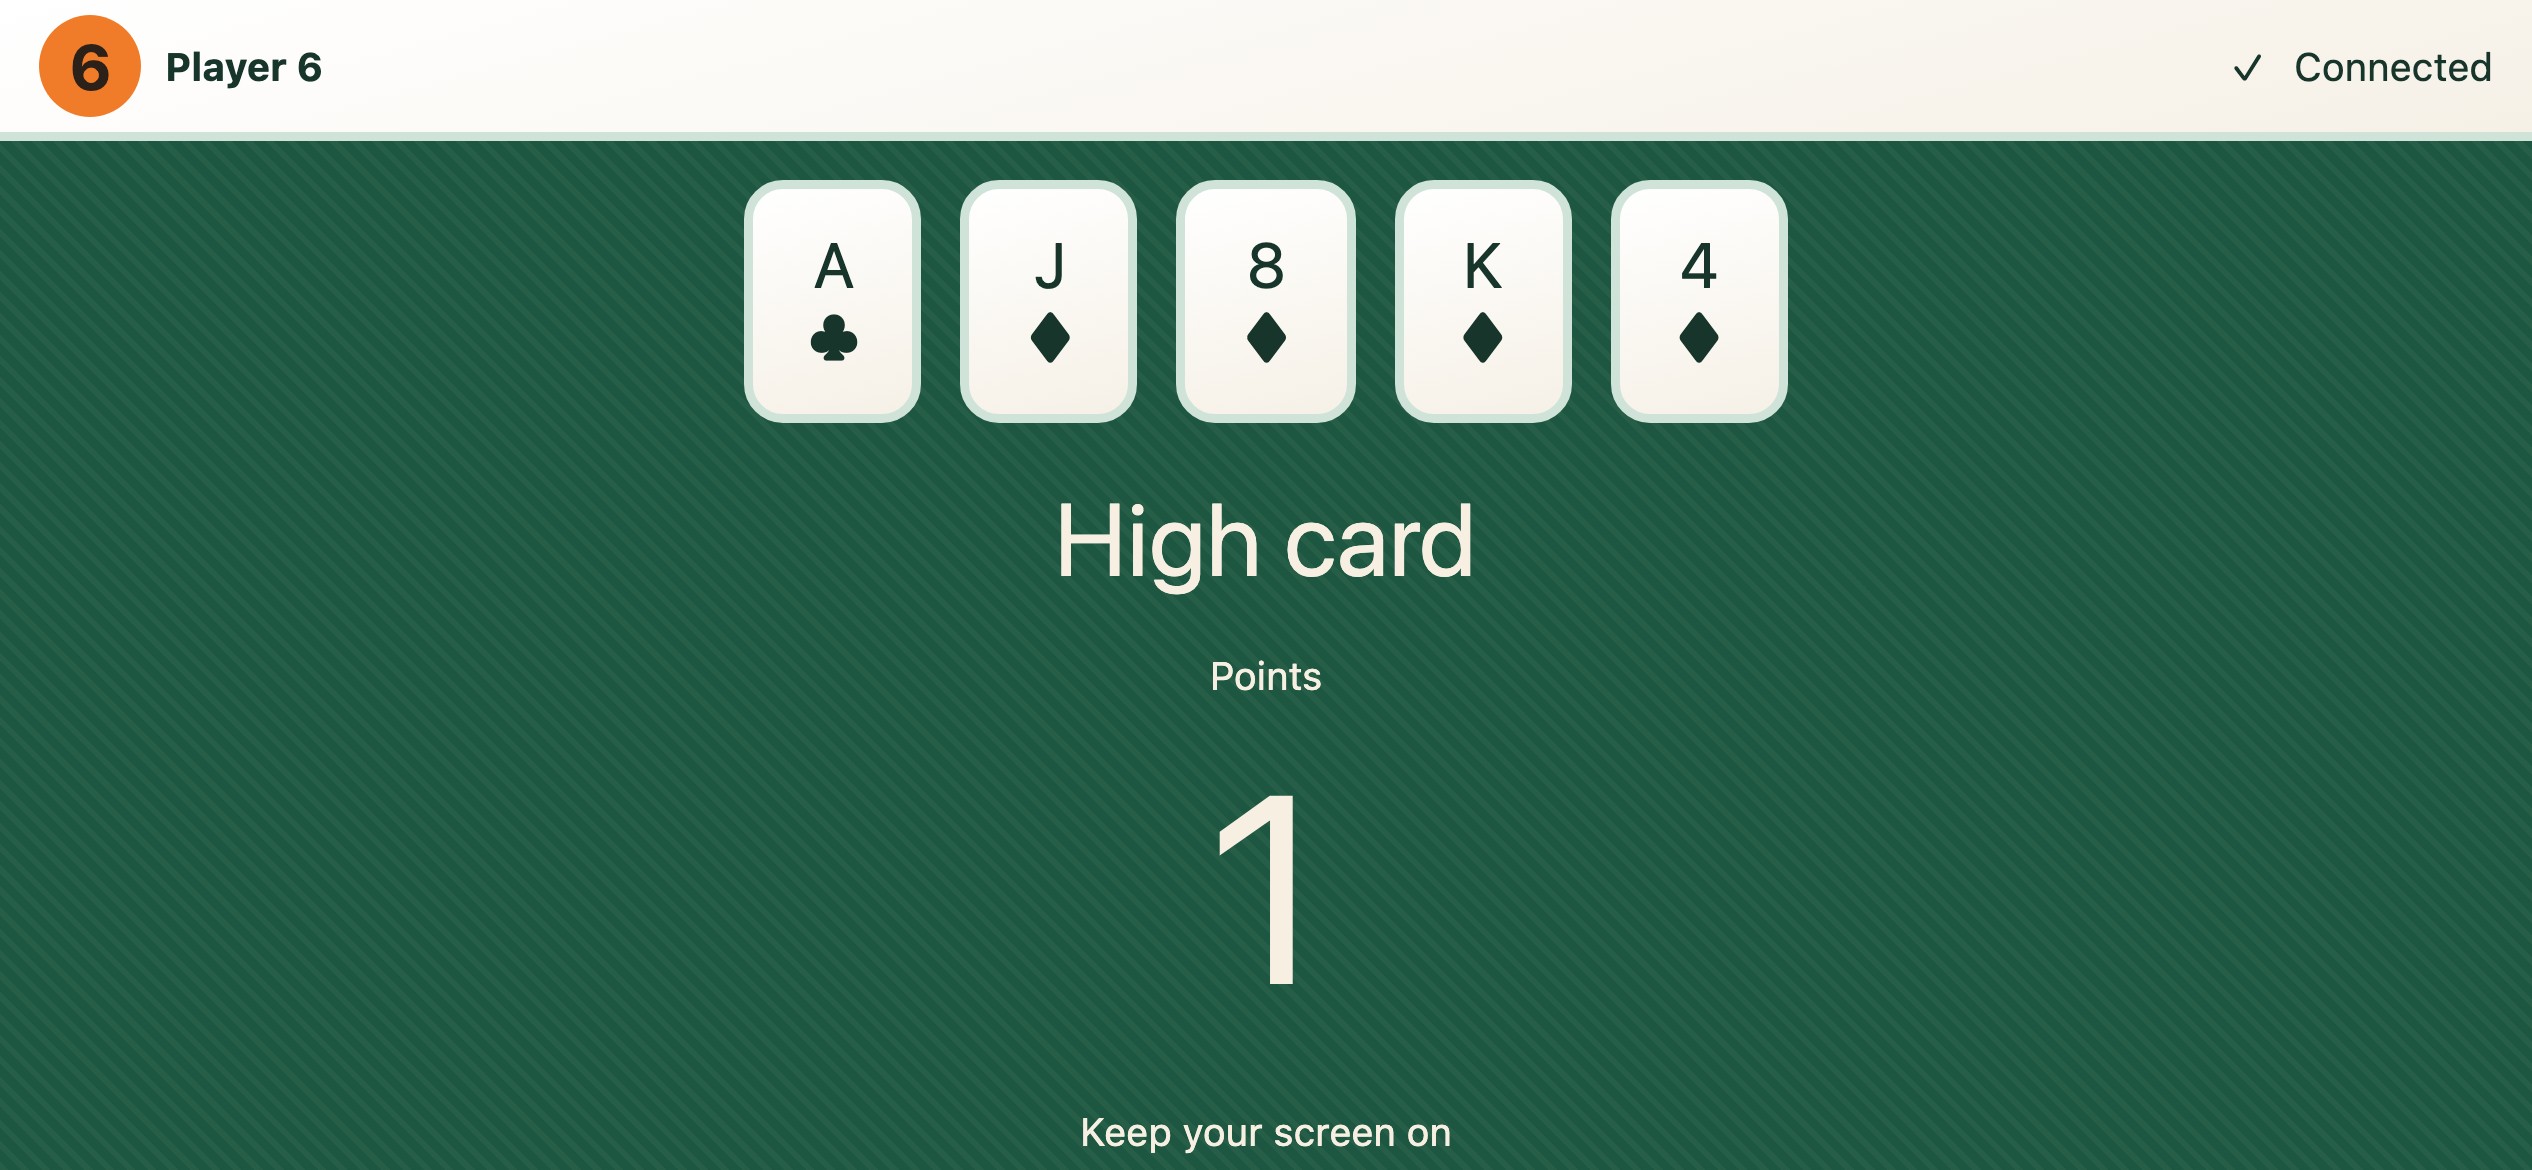 6 Player 6 ✓ Connected
A J 8 K 4
♣ ♦ ♦ ♦ ♦
High card
Points
1
Keep your screen on